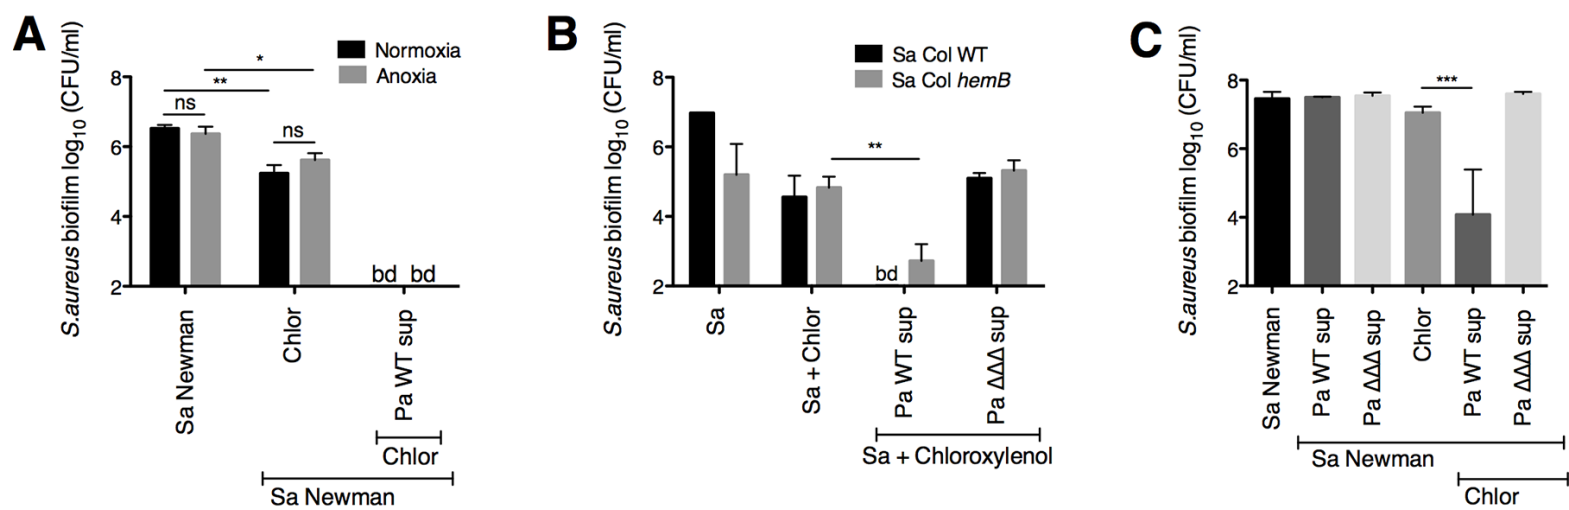 A
S.aureus biofilm log10 (CFU/ml)
8
6
4
2
Normoxia
Anoxia
*
**
ns
ns
bd bd
Sa Newman
Chlor
Pa WT sup
Chlor
Sa Newman
B
S.aureus biofilm log10 (CFU/ml)
8
6
4
2
Sa Col WT
Sa Col hemB
**
bd
Sa
Sa + Chlor
Pa WT sup
Pa ΔΔΔ sup
Sa + Chloroxylenol
C
S.aureus biofilm log10 (CFU/ml)
8
6
4
2
***
Sa Newman
Pa WT sup
Pa ΔΔΔ sup
Chlor
Pa WT sup
Pa ΔΔΔ sup
Sa Newman
Chlor